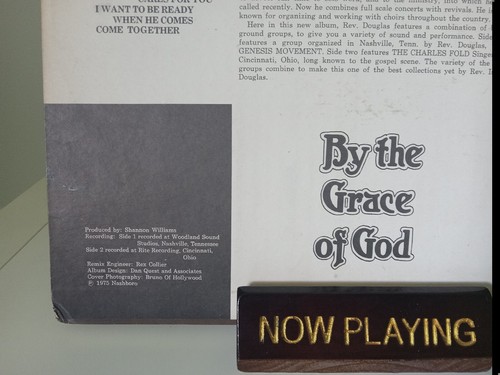 CARES FOR YOU
I WANT TO BE READY
WHEN HE COMES
COME TOGETHER
called recently. Now he combines full scale concerts with revivals. He is
known for organizing and working with choirs throughout the country.
Here in this new album, Rev. Douglas features a combination of
ground groups, to give you a variety of sound and performance. Side
features a group organized in Nashville, Tenn. by Rev. Douglas,
GENESIS MOVEMENT. Side two features THE CHARLES FOLD Singe
Cincinnati, Ohio, long known to the gospel scene. The variety of the
groups combine to make this one of the best collections yet by Rev.
Douglas.
By the
Grace
of God
Produced by: Shannon Williams
Recording: Side 1 recorded at Woodland Sound
Studios, Nashville, Tennessee
Side 2 recorded at Rite Recording, Cincinnati,
Ohio
Remix Engineer: Rex Collier
Album Design: Dan Quest and Associates
Cover Photography: Bruno Of Hollywood
℗ 1975 Nashboro
NOW PLAYING